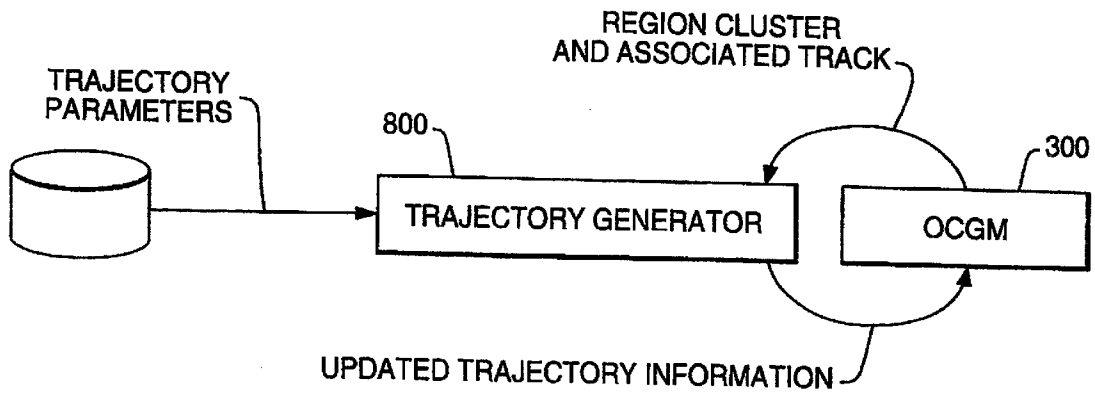 REGION CLUSTER
AND ASSOCIATED TRACK
TRAJECTORY
PARAMETERS
800
300
TRAJECTORY GENERATOR
OCGM
UPDATED TRAJECTORY INFORMATION